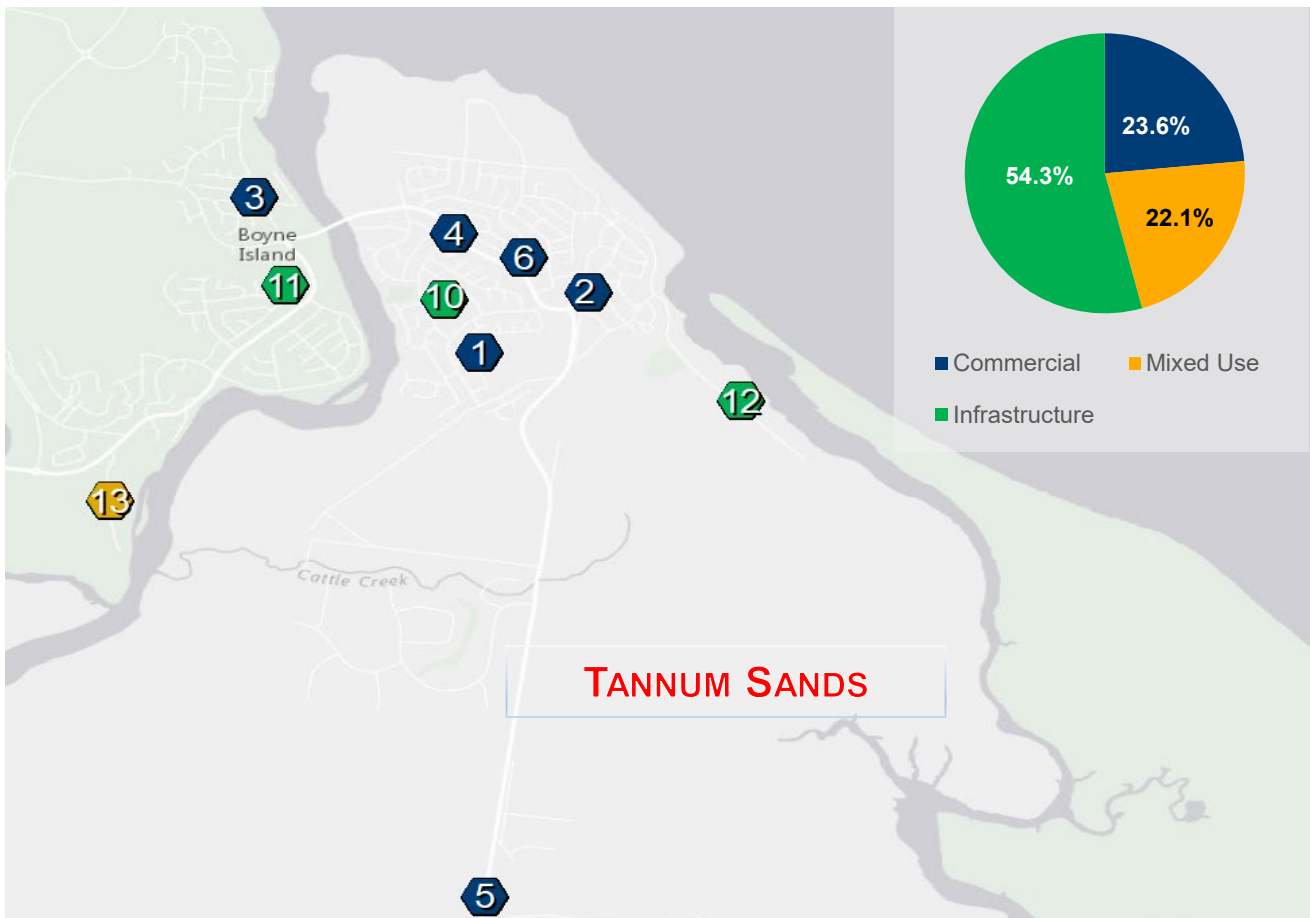 23.6%
54.3%
22.1%
3
4
Boyne
Island
6
11
10
2
1
Commercial
Mixed Use
12
Infrastructure
13
Cattle Creek
TANNUM SANDS
5